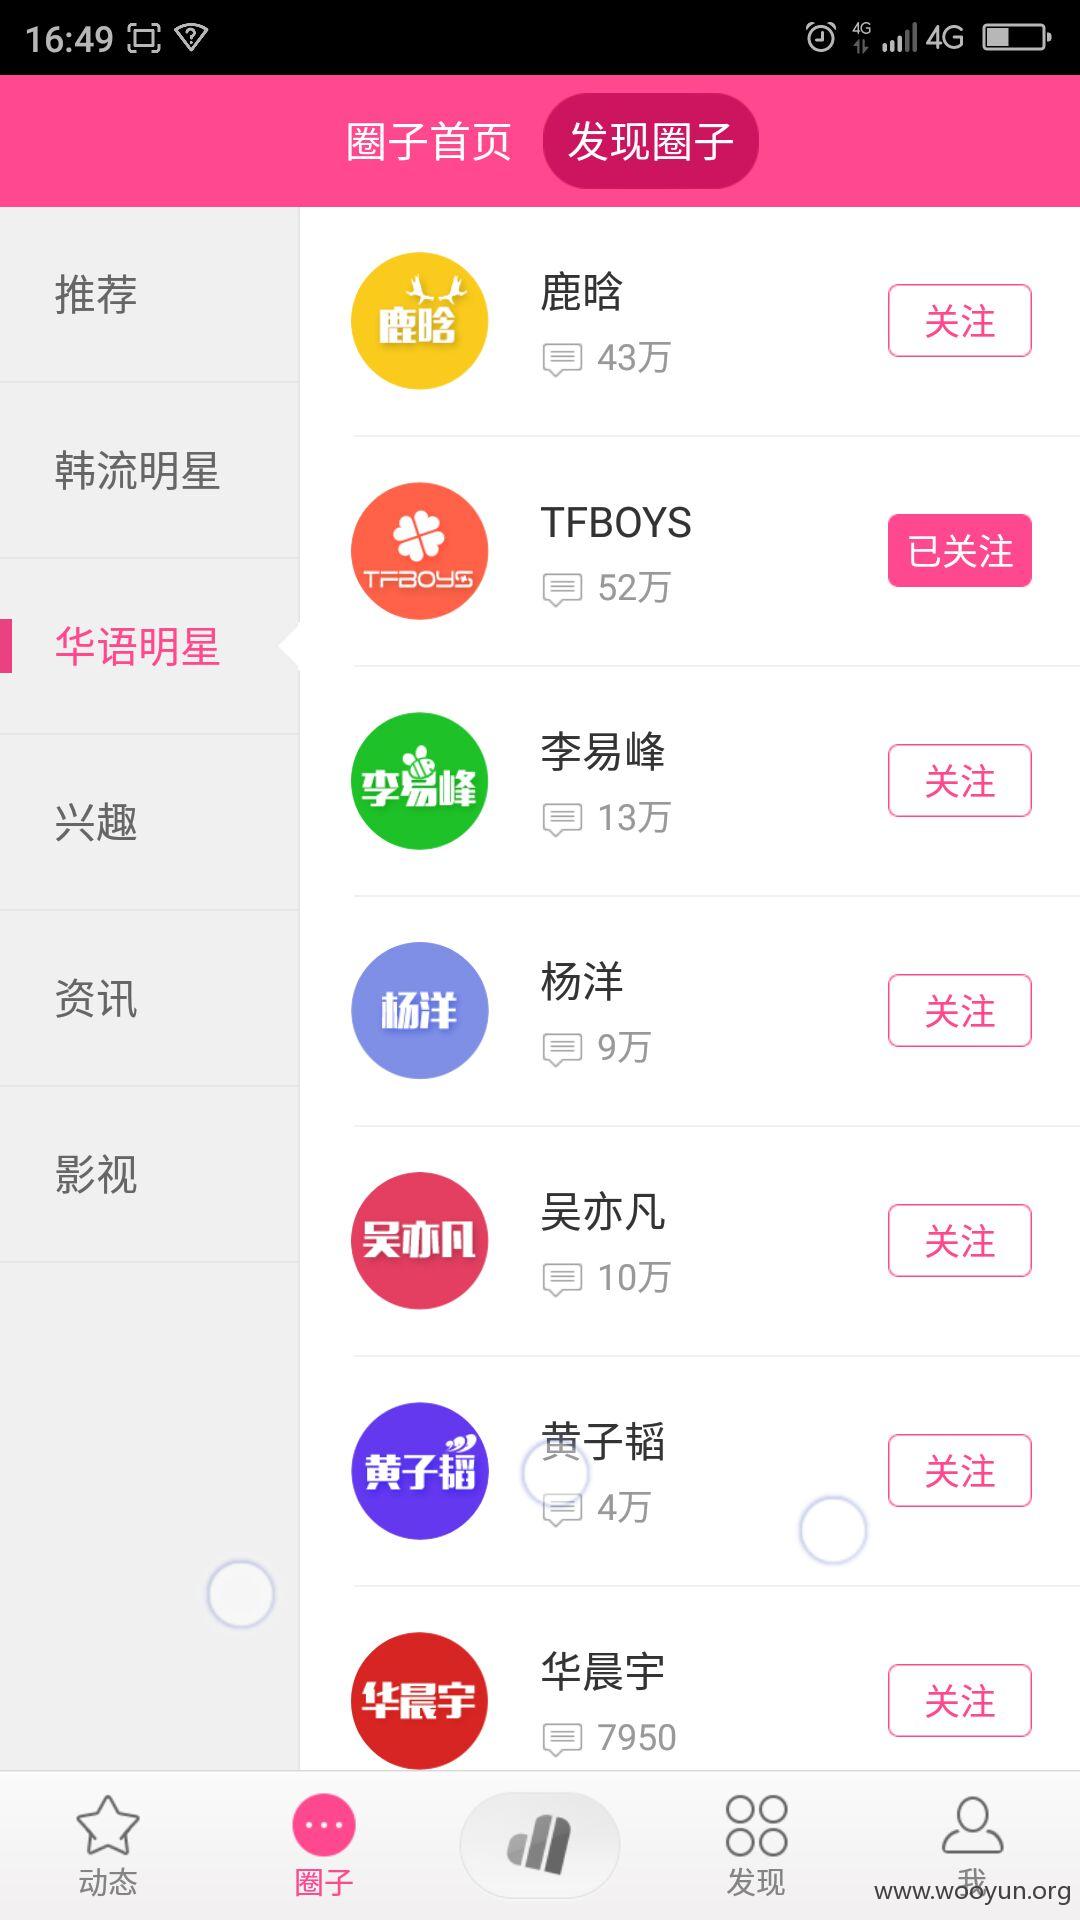 16:49
4G
4G
圈子首页 发现圈子
推荐
韩流明星
华语明星
兴趣
资讯
影视
鹿晗
鹿晗
43万
关注
TFBOYS
TFBOYS
52万
已关注
李易峰
李易峰
13万
关注
杨洋
杨洋
9万
关注
吴亦凡
吴亦凡
10万
关注
黄子韬
黄子韬
4万
关注
华晨宇
华晨宇
7950
关注
动态
圈子
发现
我
www.wooyun.org